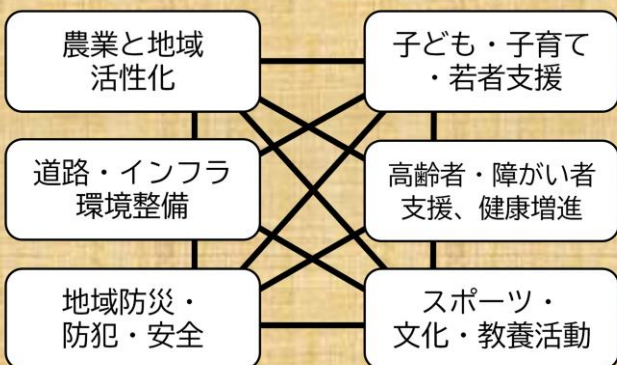 農業と地域
活性化
子ども・子育て
・若者支援
道路・インフラ
環境整備
高齢者・障がい者
支援、健康増進
地域防災・
防犯・安全
スポーツ・
文化・教養活動